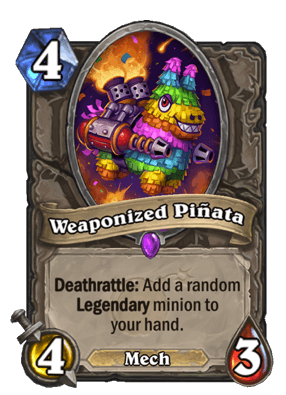 4
Weaponized Piñata
Deathrattle: Add a random
Legendary minion to
your hand.
4
Mech
3